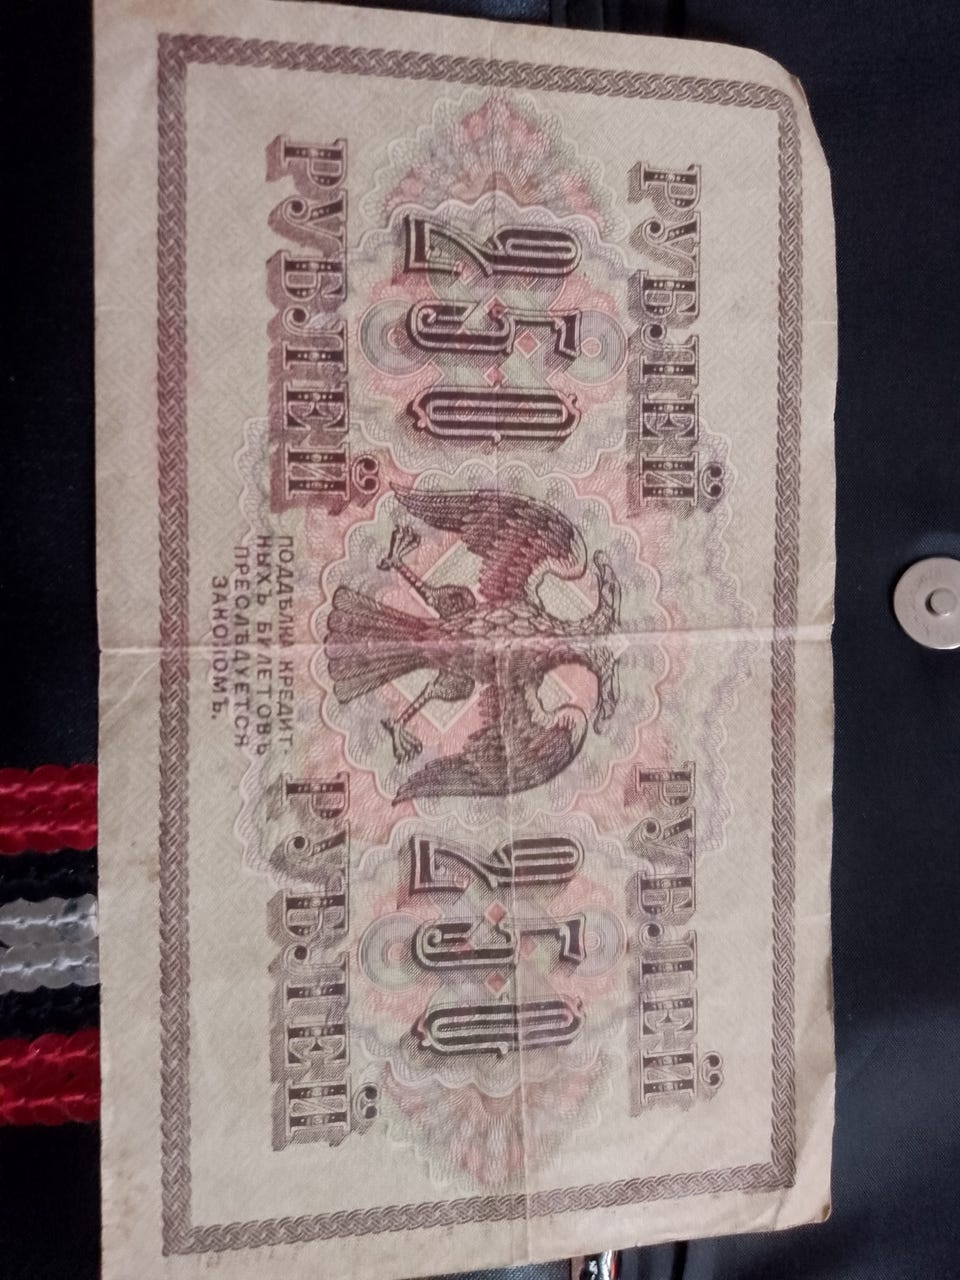 РУБЛЕЙ РУБЛЕЙ
250 250
РУБЛЕЙ РУБЛЕЙ
ПОДДѢЛКА КРЕДИТ-
НЫХЪ БИЛЕТОВЪ
ПРЕСЛѢДУЕТСЯ
ЗАКОНОМЪ.